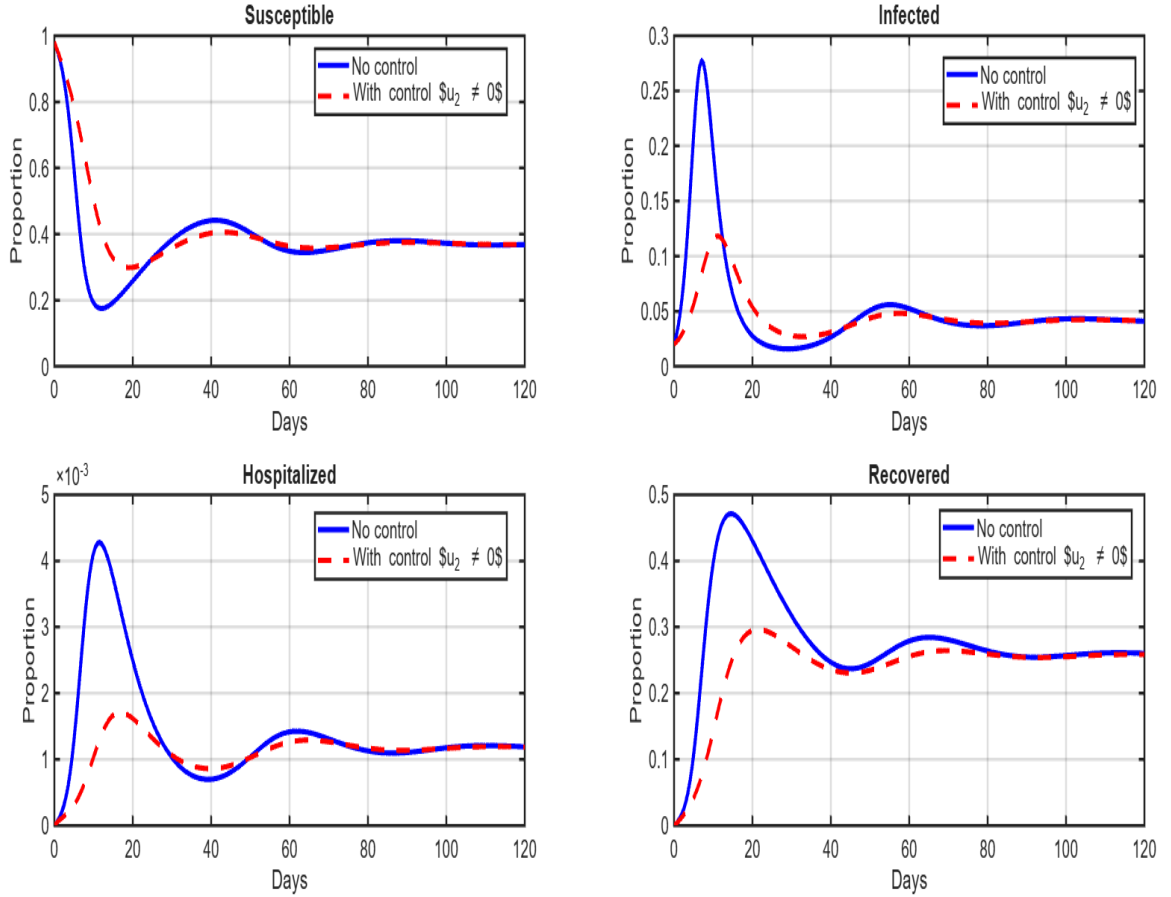 Susceptible
1
0.8
0.6
0.4
0.2
0
Proportion
No control
With control $u₂ ≠ 0$
0 20 40 60 80 100 120
Days
Infected
0.3
0.25
0.2
0.15
0.1
0.05
0
Proportion
No control
With control $u₂ ≠ 0$
0 20 40 60 80 100 120
Days
Hospitalized
×10⁻³
5
4
3
2
1
0
Proportion
No control
With control $u₂ ≠ 0$
0 20 40 60 80 100 120
Days
Recovered
0.5
0.4
0.3
0.2
0.1
0
Proportion
No control
With control $u₂ ≠ 0$
0 20 40 60 80 100 120
Days